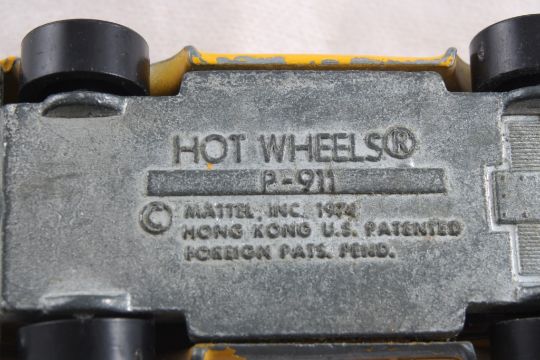 HOT WHEELS®
P-911
© MATTEL, INC. 1974
HONG KONG U.S. PATENTED
FOREIGN PATS. PEND.